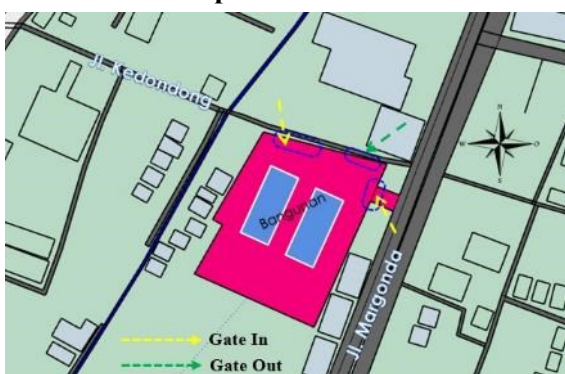 Jl. Kedondong
N
W
O
S
Bangunan
Jl. Margonda
Gate In
Gate Out